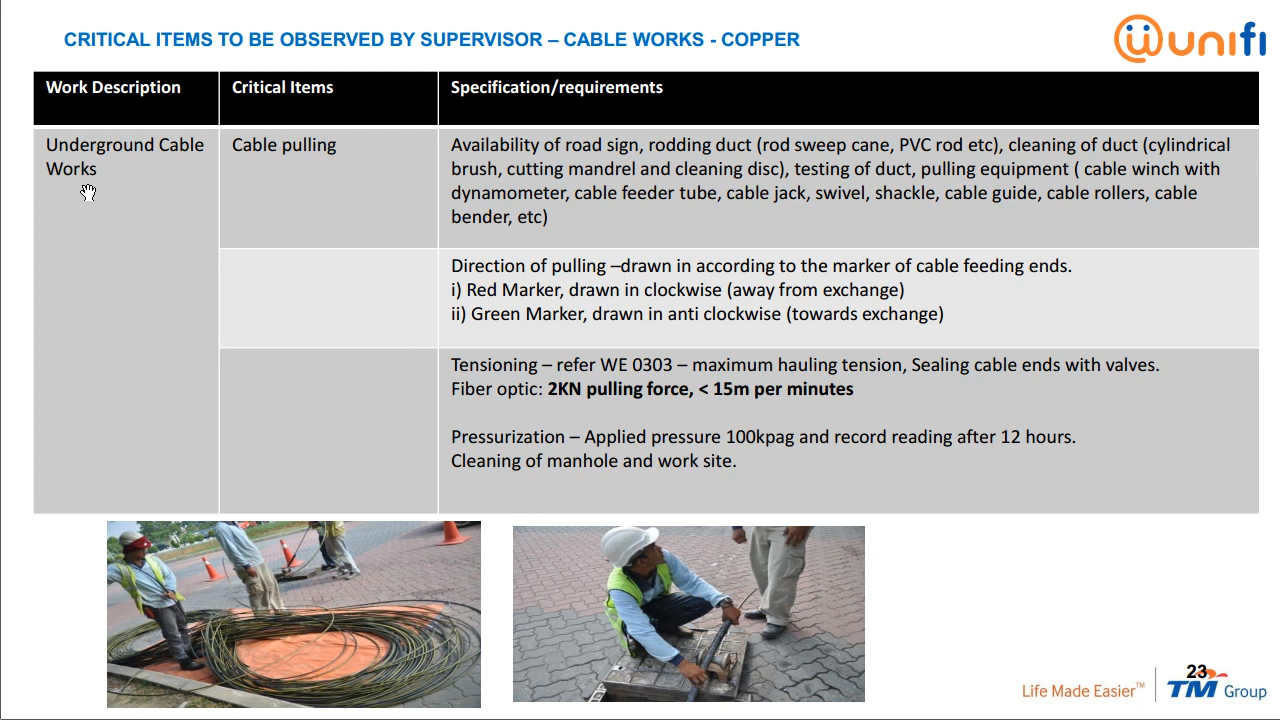 CRITICAL ITEMS TO BE OBSERVED BY SUPERVISOR – CABLE WORKS - COPPER
unifi
Work Description
Critical Items
Specification/requirements
Underground Cable
Works
Cable pulling
Availability of road sign, rodding duct (rod sweep cane, PVC rod etc), cleaning of duct (cylindrical
brush, cutting mandrel and cleaning disc), testing of duct, pulling equipment ( cable winch with
dynamometer, cable feeder tube, cable jack, swivel, shackle, cable guide, cable rollers, cable
bender, etc)
Direction of pulling –drawn in according to the marker of cable feeding ends.
i) Red Marker, drawn in clockwise (away from exchange)
ii) Green Marker, drawn in anti clockwise (towards exchange)
Tensioning – refer WE 0303 – maximum hauling tension, Sealing cable ends with valves.
Fiber optic: 2KN pulling force, < 15m per minutes
Pressurization – Applied pressure 100kpag and record reading after 12 hours.
Cleaning of manhole and work site.
23
Life Made Easier™
TM Group